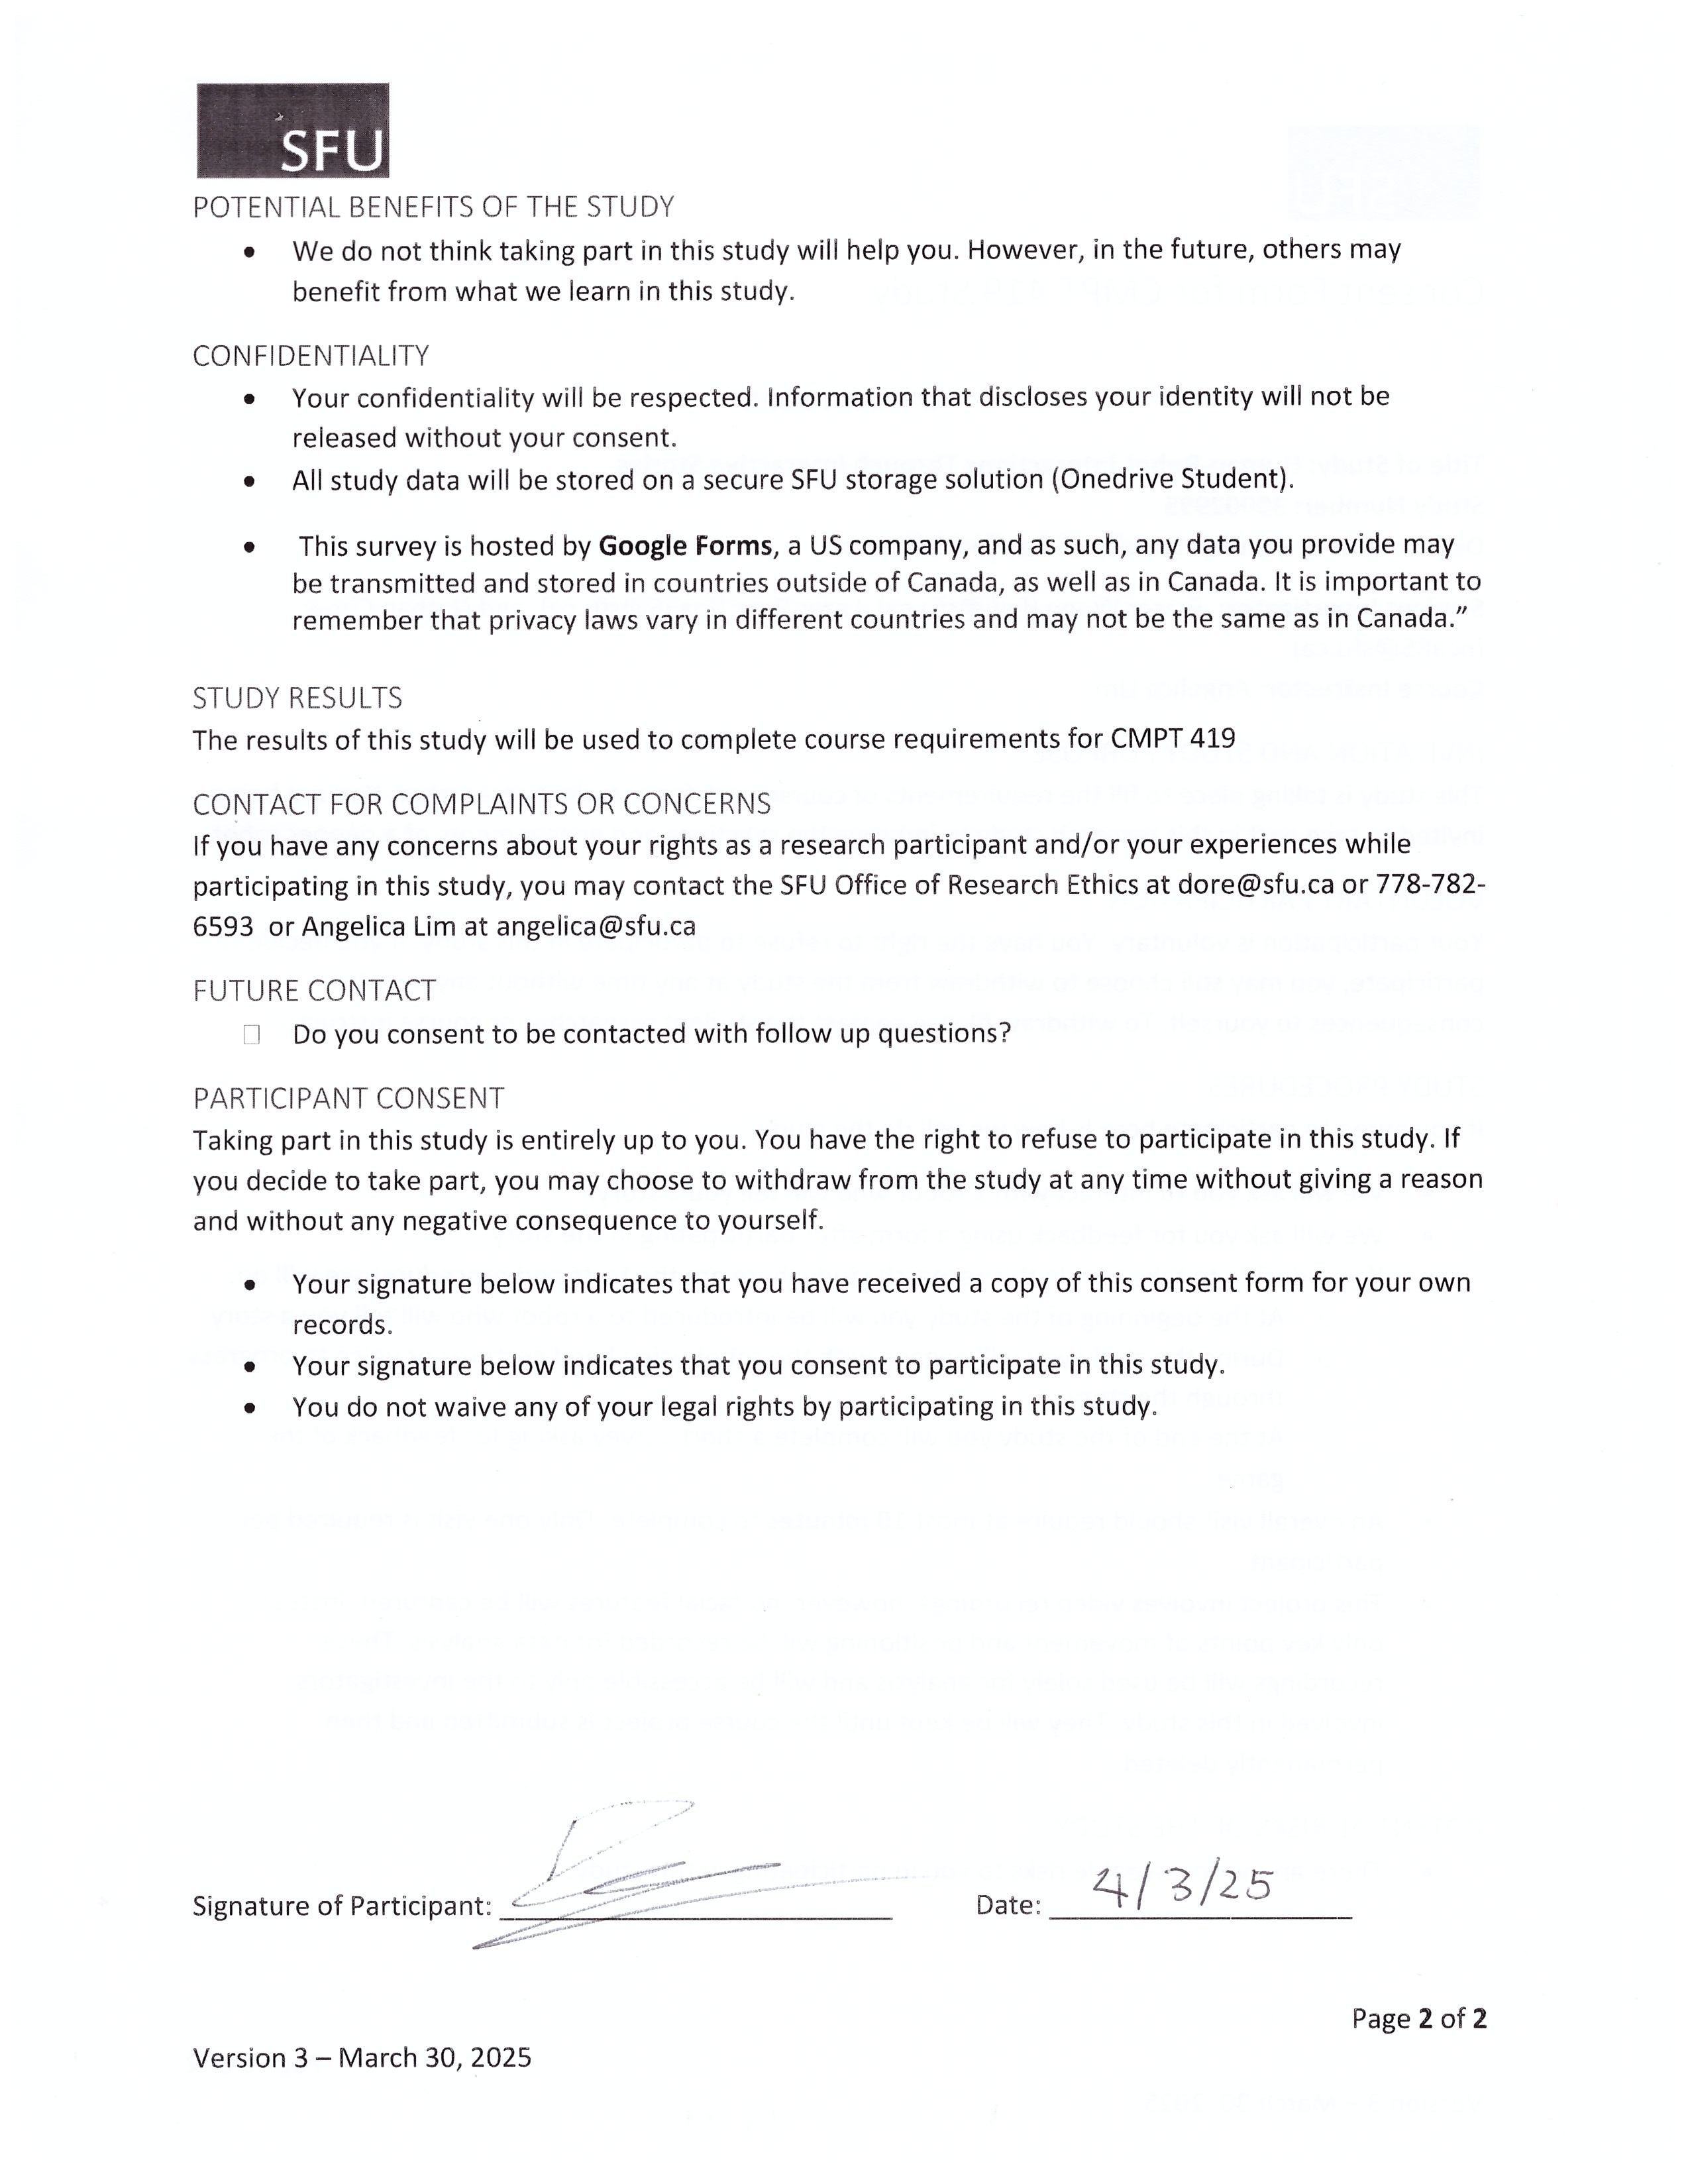 SFU
POTENTIAL BENEFITS OF THE STUDY
• We do not think taking part in this study will help you. However, in the future, others may
benefit from what we learn in this study.
CONFIDENTIALITY
• Your confidentiality will be respected. Information that discloses your identity will not be
released without your consent.
• All study data will be stored on a secure SFU storage solution (Onedrive Student).
• This survey is hosted by Google Forms, a US company, and as such, any data you provide may
be transmitted and stored in countries outside of Canada, as well as in Canada. It is important to
remember that privacy laws vary in different countries and may not be the same as in Canada.”
STUDY RESULTS
The results of this study will be used to complete course requirements for CMPT 419
CONTACT FOR COMPLAINTS OR CONCERNS
If you have any concerns about your rights as a research participant and/or your experiences while
participating in this study, you may contact the SFU Office of Research Ethics at dore@sfu.ca or 778-782-
6593 or Angelica Lim at angelica@sfu.ca
FUTURE CONTACT
☐ Do you consent to be contacted with follow up questions?
PARTICIPANT CONSENT
Taking part in this study is entirely up to you. You have the right to refuse to participate in this study. If
you decide to take part, you may choose to withdraw from the study at any time without giving a reason
and without any negative consequence to yourself.
• Your signature below indicates that you have received a copy of this consent form for your own
records.
• Your signature below indicates that you consent to participate in this study.
• You do not waive any of your legal rights by participating in this study.
Signature of Participant: Date: 4/3/25
Page 2 of 2
Version 3 – March 30, 2025